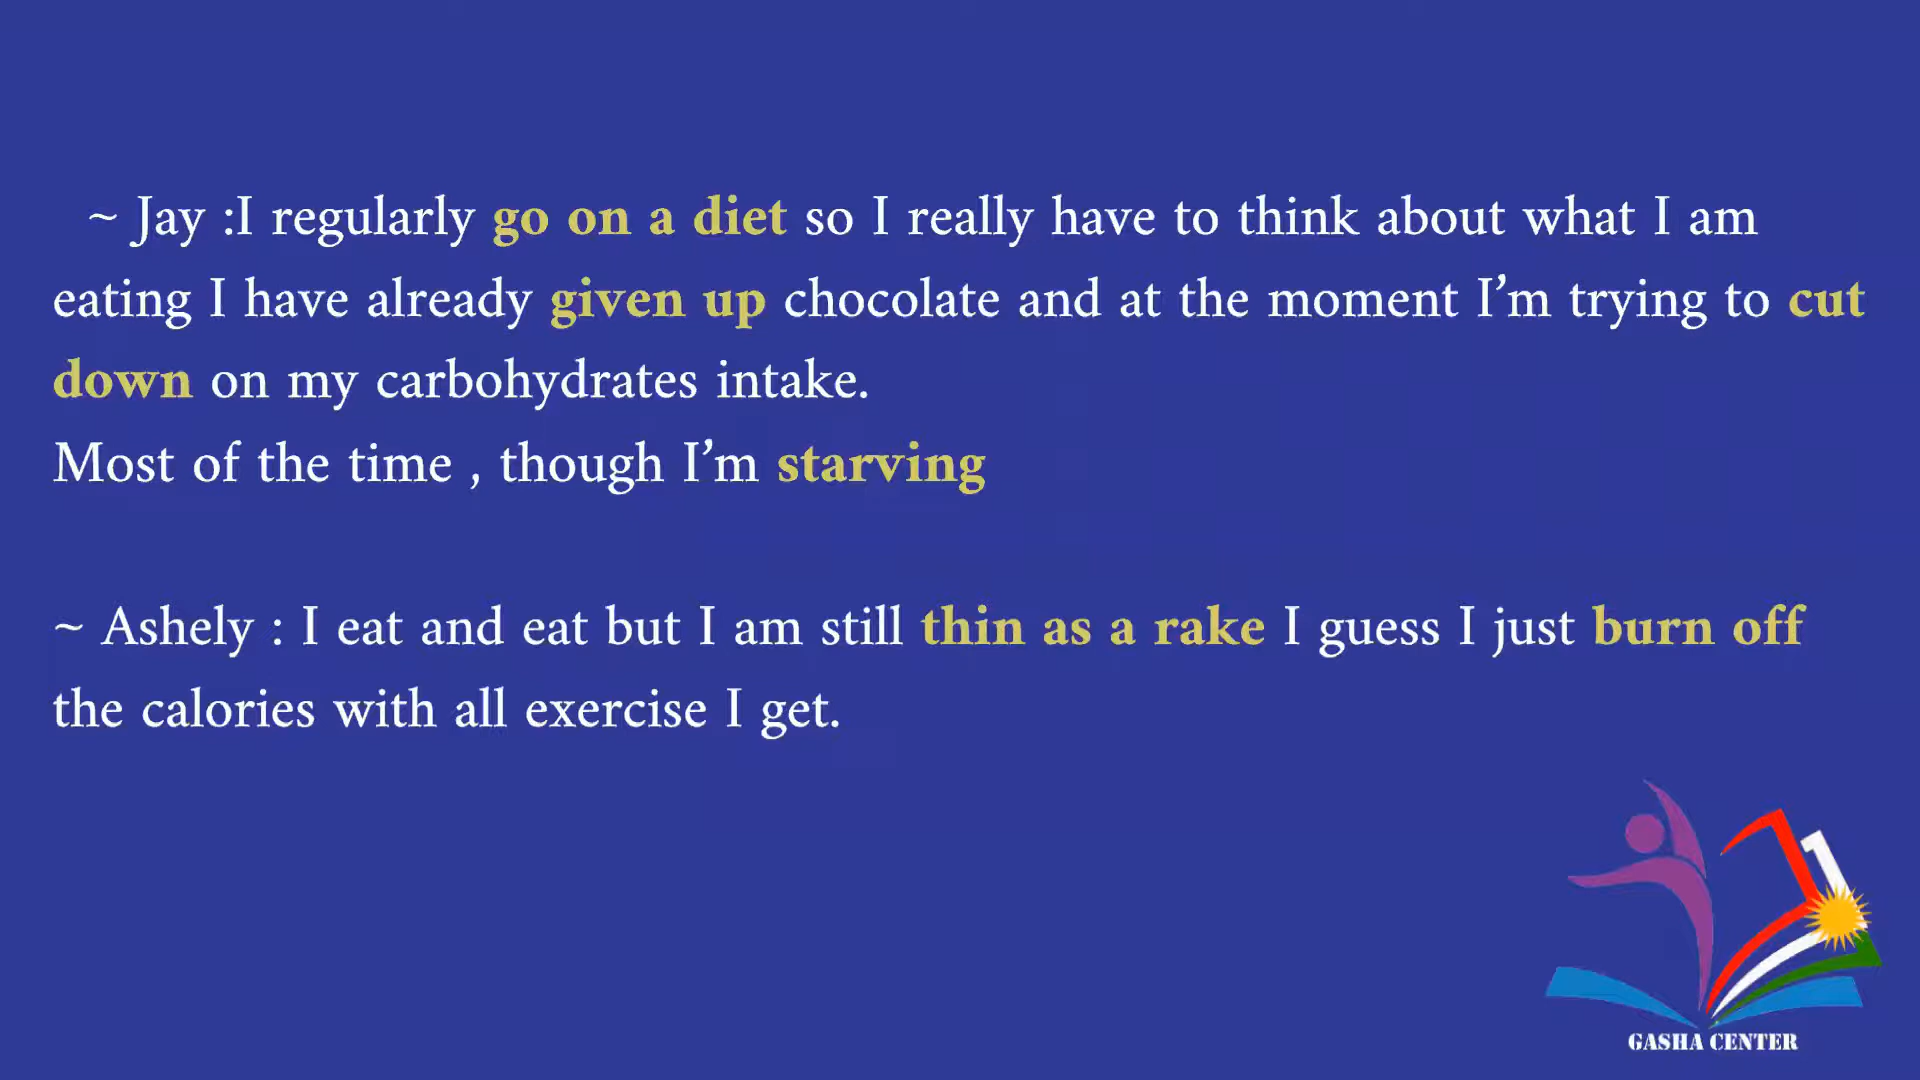 ~ Jay :I regularly go on a diet so I really have to think about what I am
eating I have already given up chocolate and at the moment I’m trying to cut
down on my carbohydrates intake.
Most of the time , though I’m starving
~ Ashely : I eat and eat but I am still thin as a rake I guess I just burn off
the calories with all exercise I get.
GASHA CENTER